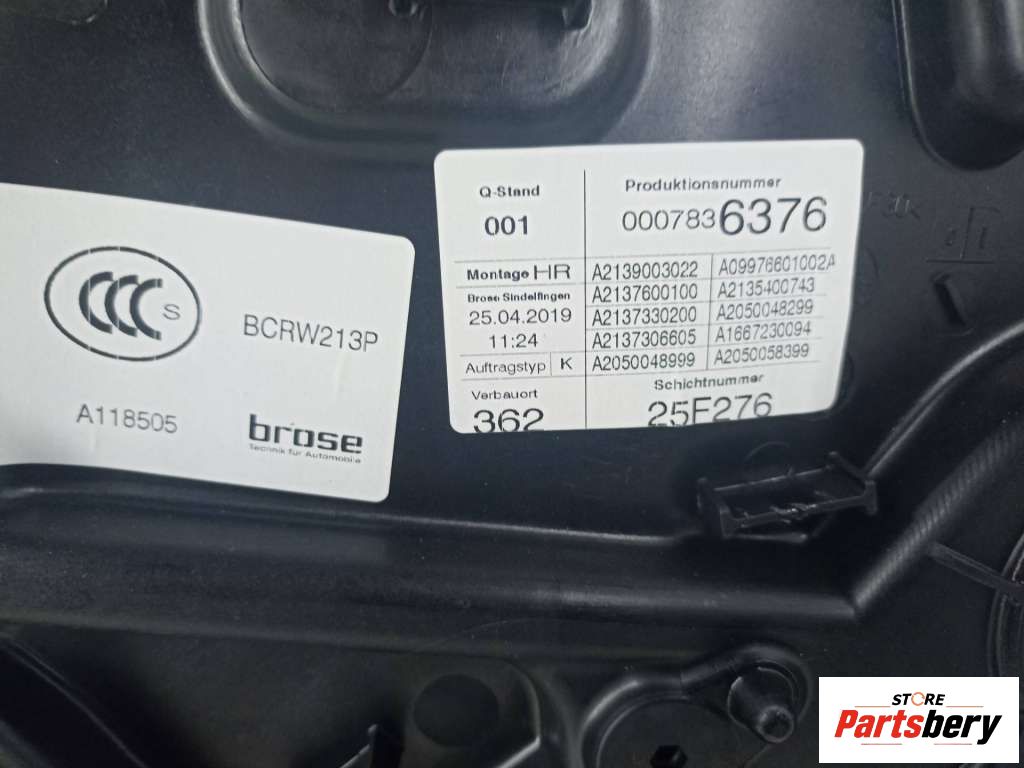 CCC S
BCRW213P
A118505
brose
Technik für Automobile
Q-Stand
001
Produktionsnummer
0007836376
Montage HR
Brose Sindelfingen
25.04.2019
11:24
Auftragstyp K
A2139003022 A09976601002A
A2137600100 A2135400743
A2137330200 A2050048299
A2137306605 A1667230094
A2050048999 A2050058399
Verbauort
362
Schichtnummer
25F276
STORE
Partsbery